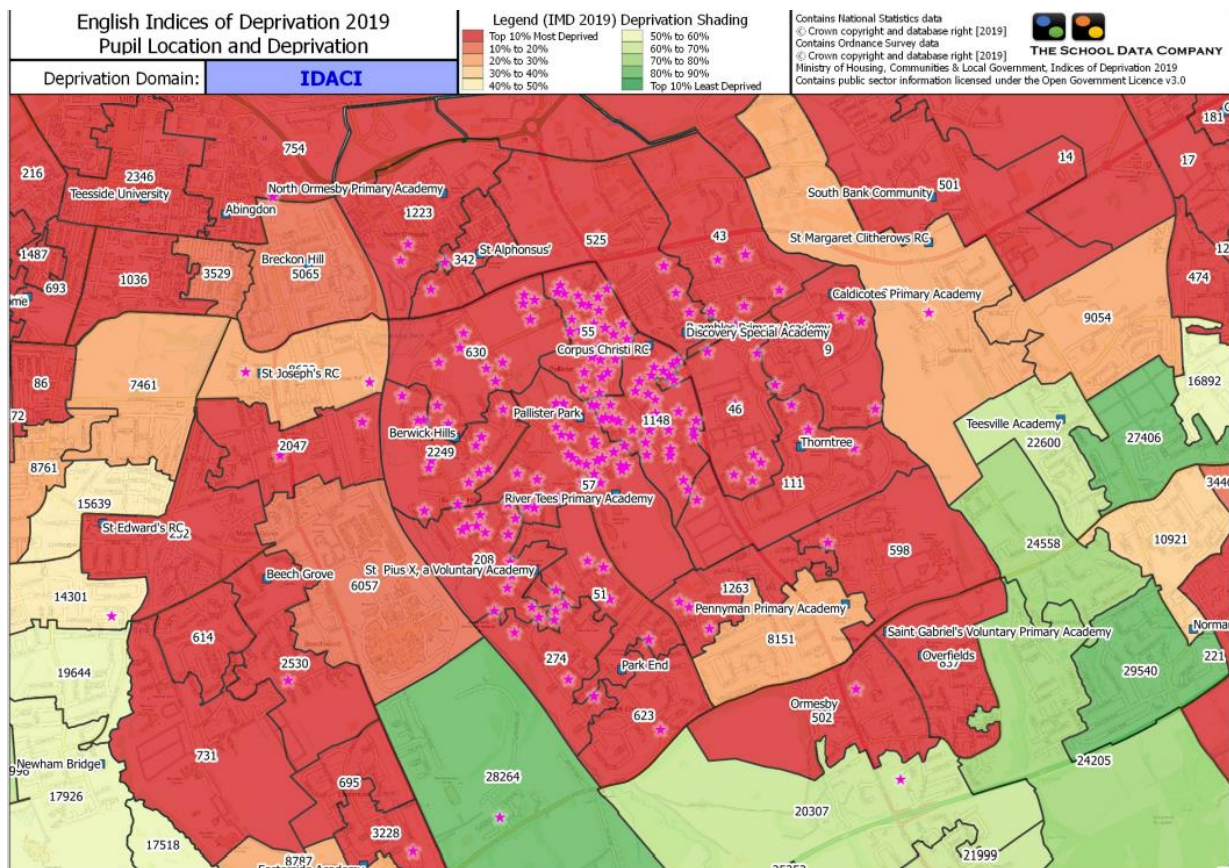 English Indices of Deprivation 2019
Pupil Location and Deprivation
Deprivation Domain:
IDACI
Legend (IMD 2019) Deprivation Shading
Top 10% Most Deprived
10% to 20%
20% to 30%
30% to 40%
40% to 50%
50% to 60%
60% to 70%
70% to 80%
80% to 90%
Top 10% Least Deprived
Contains National Statistics data
© Crown copyright and database right [2019]
Contains Ordnance Survey data
© Crown copyright and database right [2019]
Ministry of Housing, Communities & Local Government, Indices of Deprivation 2019
Contains public sector information licensed under the Open Government Licence v3.0
THE SCHOOL DATA COMPANY
754
181
14
17
216
2346
Teesside University
North Ormesby Primary Academy
South Bank Community
501
Abingdon
1223
525
43
St Margaret Clitherows RC
1487
693
1036
3529
Breckon Hill
5065
342
St Alphonsus'
474
Caldicotes Primary Academy
9054
55
Discovery Special Academy
9
630
Corpus Christi RC
86
7461
St Joseph's RC
16892
46
Pallister Park
1148
Teesville Academy
22600
27406
Berwick Hills
2249
2047
Thorntree
8761
111
57
River Tees Primary Academy
15639
St Edward's RC
24558
10921
598
208
St Pius X, a Voluntary Academy
Beech Grove
6057
1263
51
14301
Pennyman Primary Academy
8151
614
Saint Gabriel's Voluntary Primary Academy
2530
274
Park End
Overfields
837
221
29540
19644
Ormesby
502
623
731
Newham Bridge
695
28264
24205
17926
20307
3228
17518
8787
21999